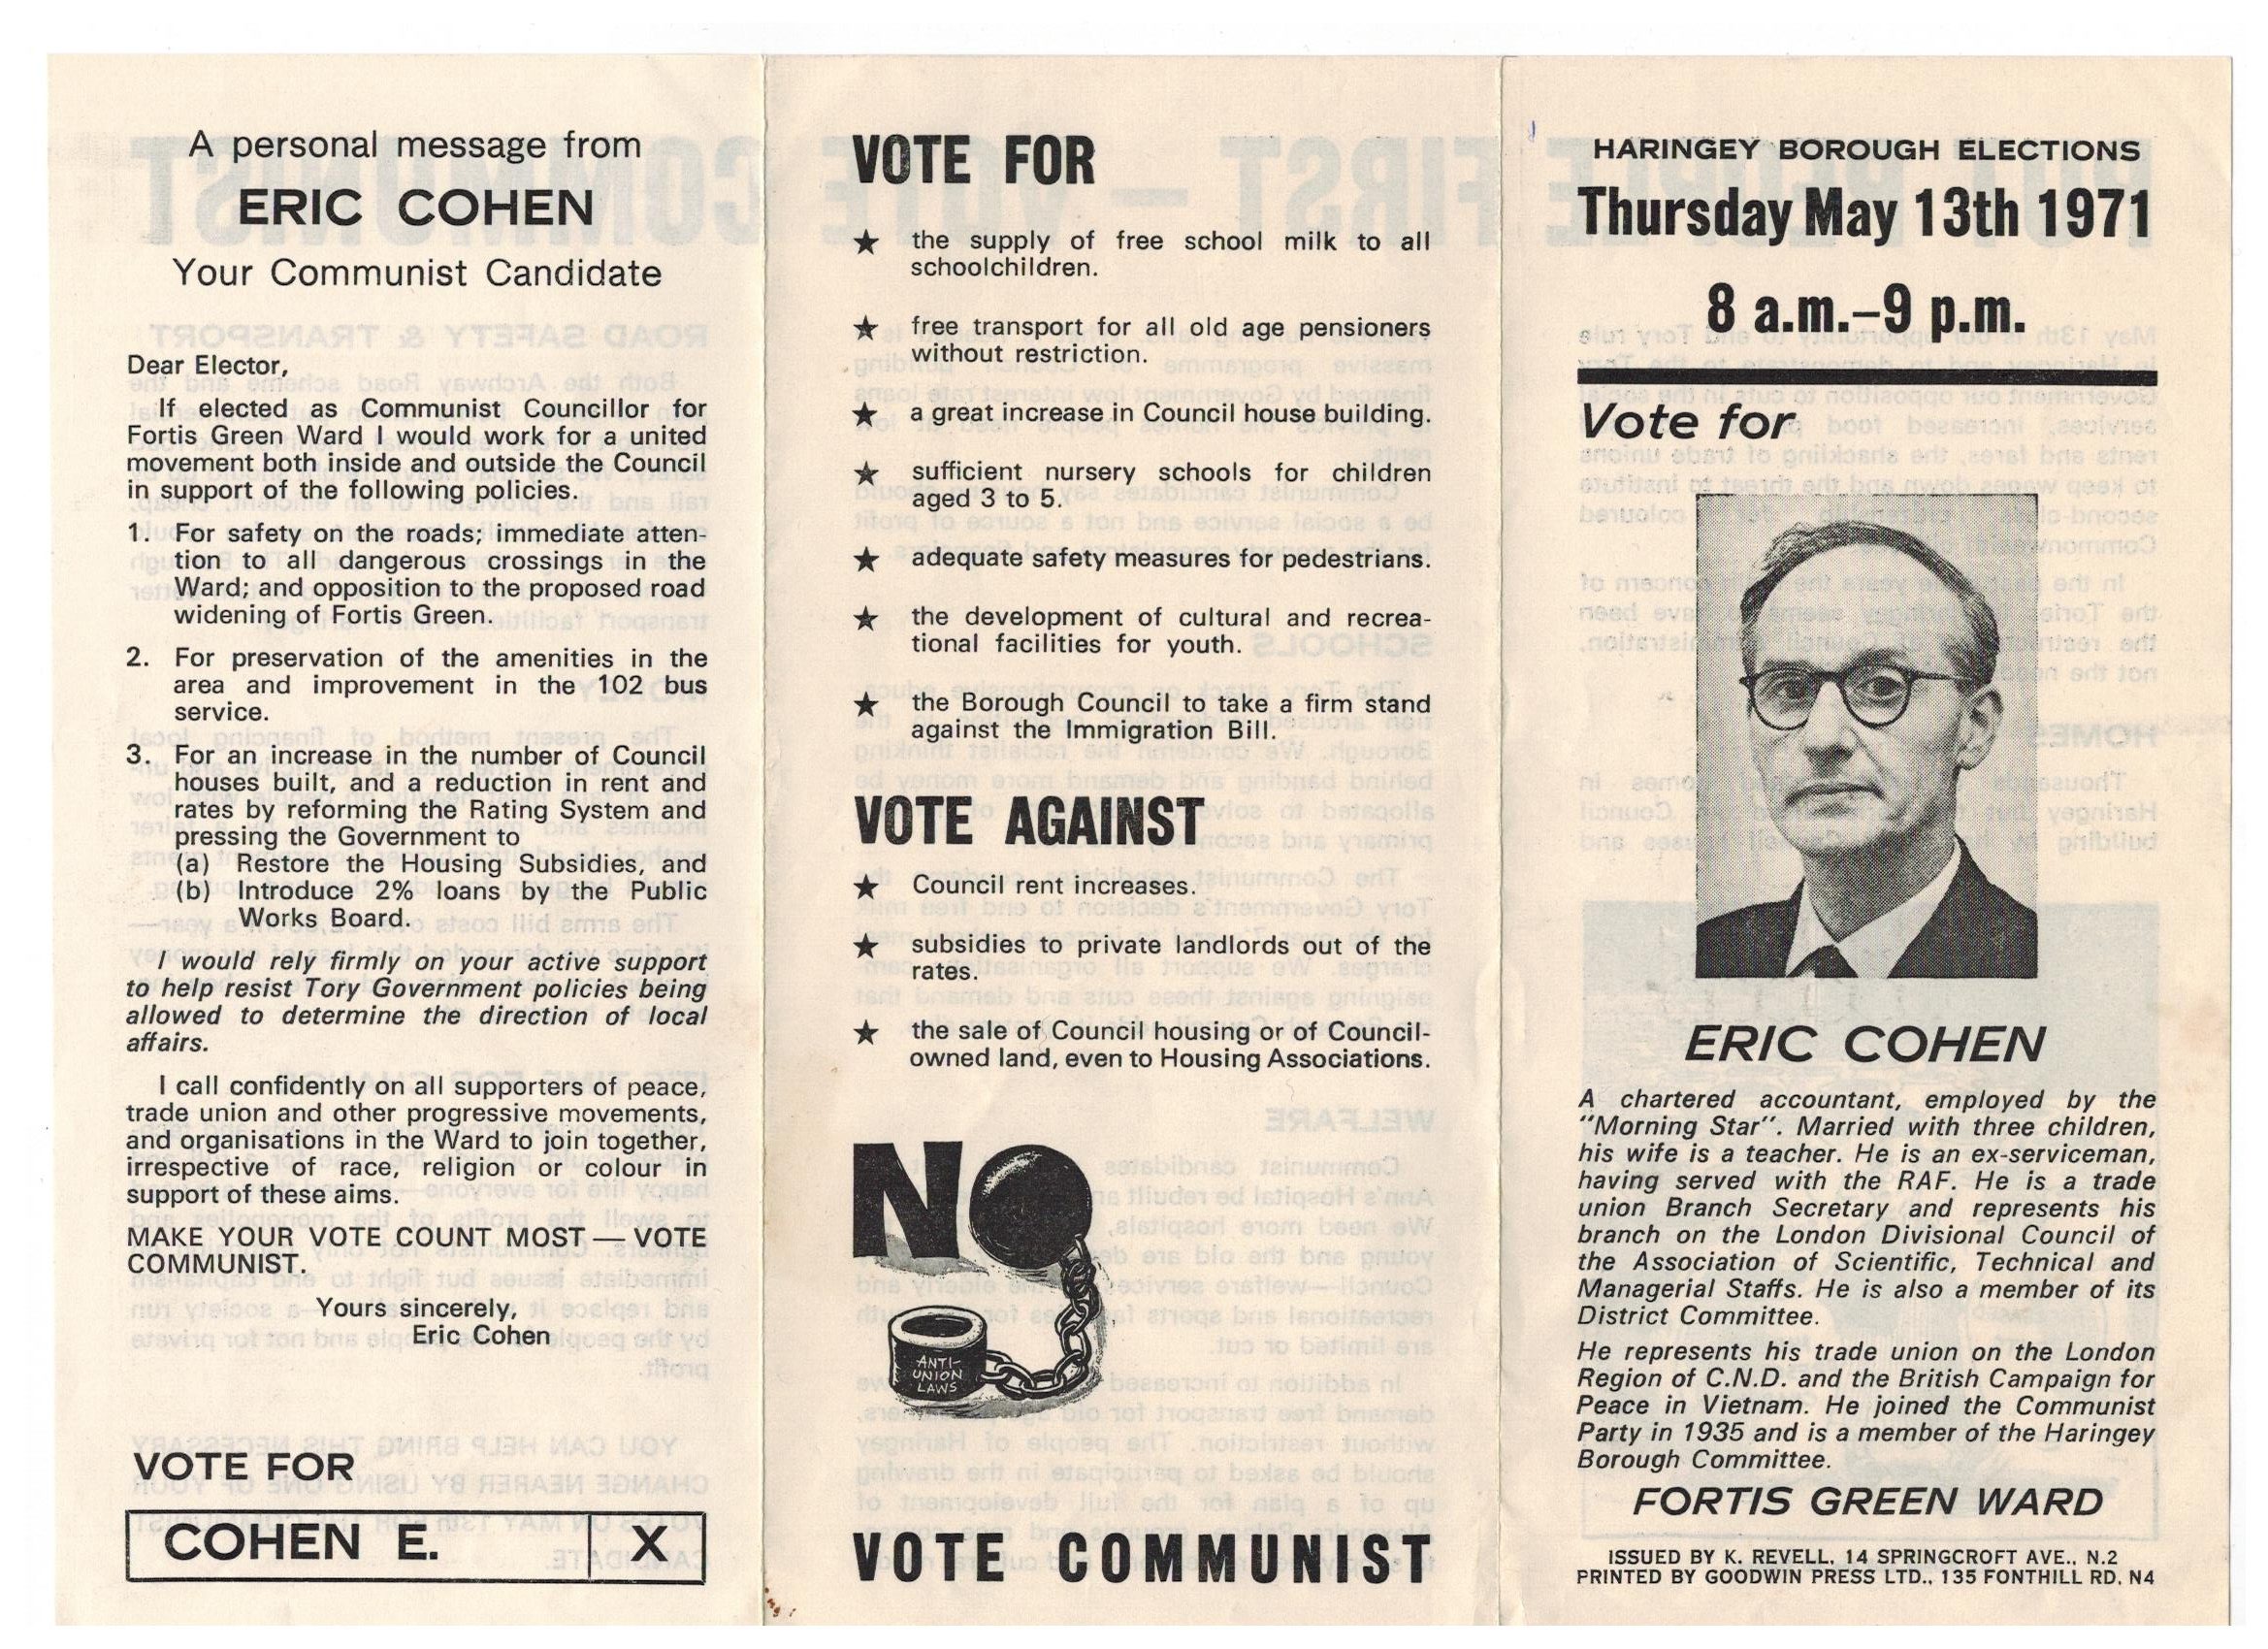 A personal message from
ERIC COHEN
Your Communist Candidate
Dear Elector,
If elected as Communist Councillor for
Fortis Green Ward I would work for a united
movement both inside and outside the Council
in support of the following policies.
1. For safety on the roads; immediate atten-
tion to all dangerous crossings in the
Ward; and opposition to the proposed road
widening of Fortis Green.
2. For preservation of the amenities in the
area and improvement in the 102 bus
service.
3. For an increase in the number of Council
houses built, and a reduction in rent and
rates by reforming the Rating System and
pressing the Government to
(a) Restore the Housing Subsidies, and
(b) Introduce 2% loans by the Public
Works Board.
I would rely firmly on your active support
to help resist Tory Government policies being
allowed to determine the direction of local
affairs.
I call confidently on all supporters of peace,
trade union and other progressive movements,
and organisations in the Ward to join together,
irrespective of race, religion or colour in
support of these aims.
MAKE YOUR VOTE COUNT MOST — VOTE
COMMUNIST.
Yours sincerely,
Eric Cohen
VOTE FOR
COHEN E. X
VOTE FOR
★ the supply of free school milk to all
schoolchildren.
★ free transport for all old age pensioners
without restriction.
★ a great increase in Council house building.
★ sufficient nursery schools for children
aged 3 to 5.
★ adequate safety measures for pedestrians.
★ the development of cultural and recrea-
tional facilities for youth.
★ the Borough Council to take a firm stand
against the Immigration Bill.
VOTE AGAINST
★ Council rent increases.
★ subsidies to private landlords out of the
rates.
★ the sale of Council housing or of Council-
owned land, even to Housing Associations.
NO
ANTI-
UNION
LAWS
VOTE COMMUNIST
HARINGEY BOROUGH ELECTIONS
Thursday May 13th 1971
8 a.m.–9 p.m.
Vote for
ERIC COHEN
A chartered accountant, employed by the
"Morning Star". Married with three children,
his wife is a teacher. He is an ex-serviceman,
having served with the RAF. He is a trade
union Branch Secretary and represents his
branch on the London Divisional Council of
the Association of Scientific, Technical and
Managerial Staffs. He is also a member of its
District Committee.
He represents his trade union on the London
Region of C.N.D. and the British Campaign for
Peace in Vietnam. He joined the Communist
Party in 1935 and is a member of the Haringey
Borough Committee.
FORTIS GREEN WARD
ISSUED BY K. REVELL, 14 SPRINGCROFT AVE., N.2
PRINTED BY GOODWIN PRESS LTD., 135 FONTHILL RD. N4